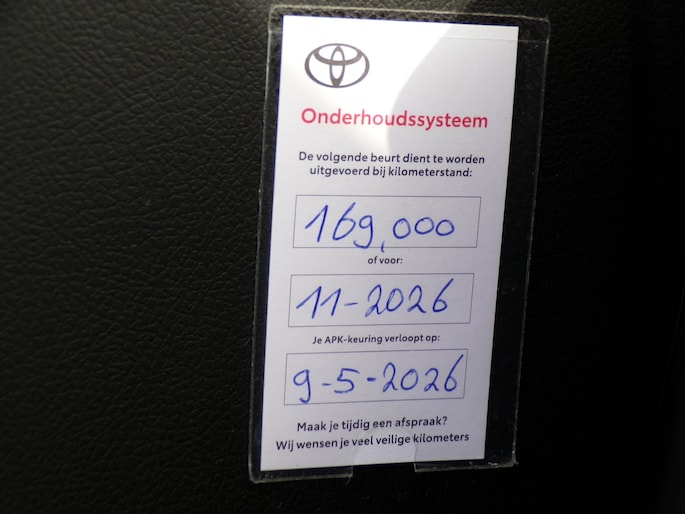 Onderhoudssysteem
De volgende beurt dient te worden
uitgevoerd bij kilometerstand:
169,000
of voor:
11-2026
Je APK-keuring verloopt op:
9-5-2026
Maak je tijdig een afspraak?
Wij wensen je veel veilige kilometers